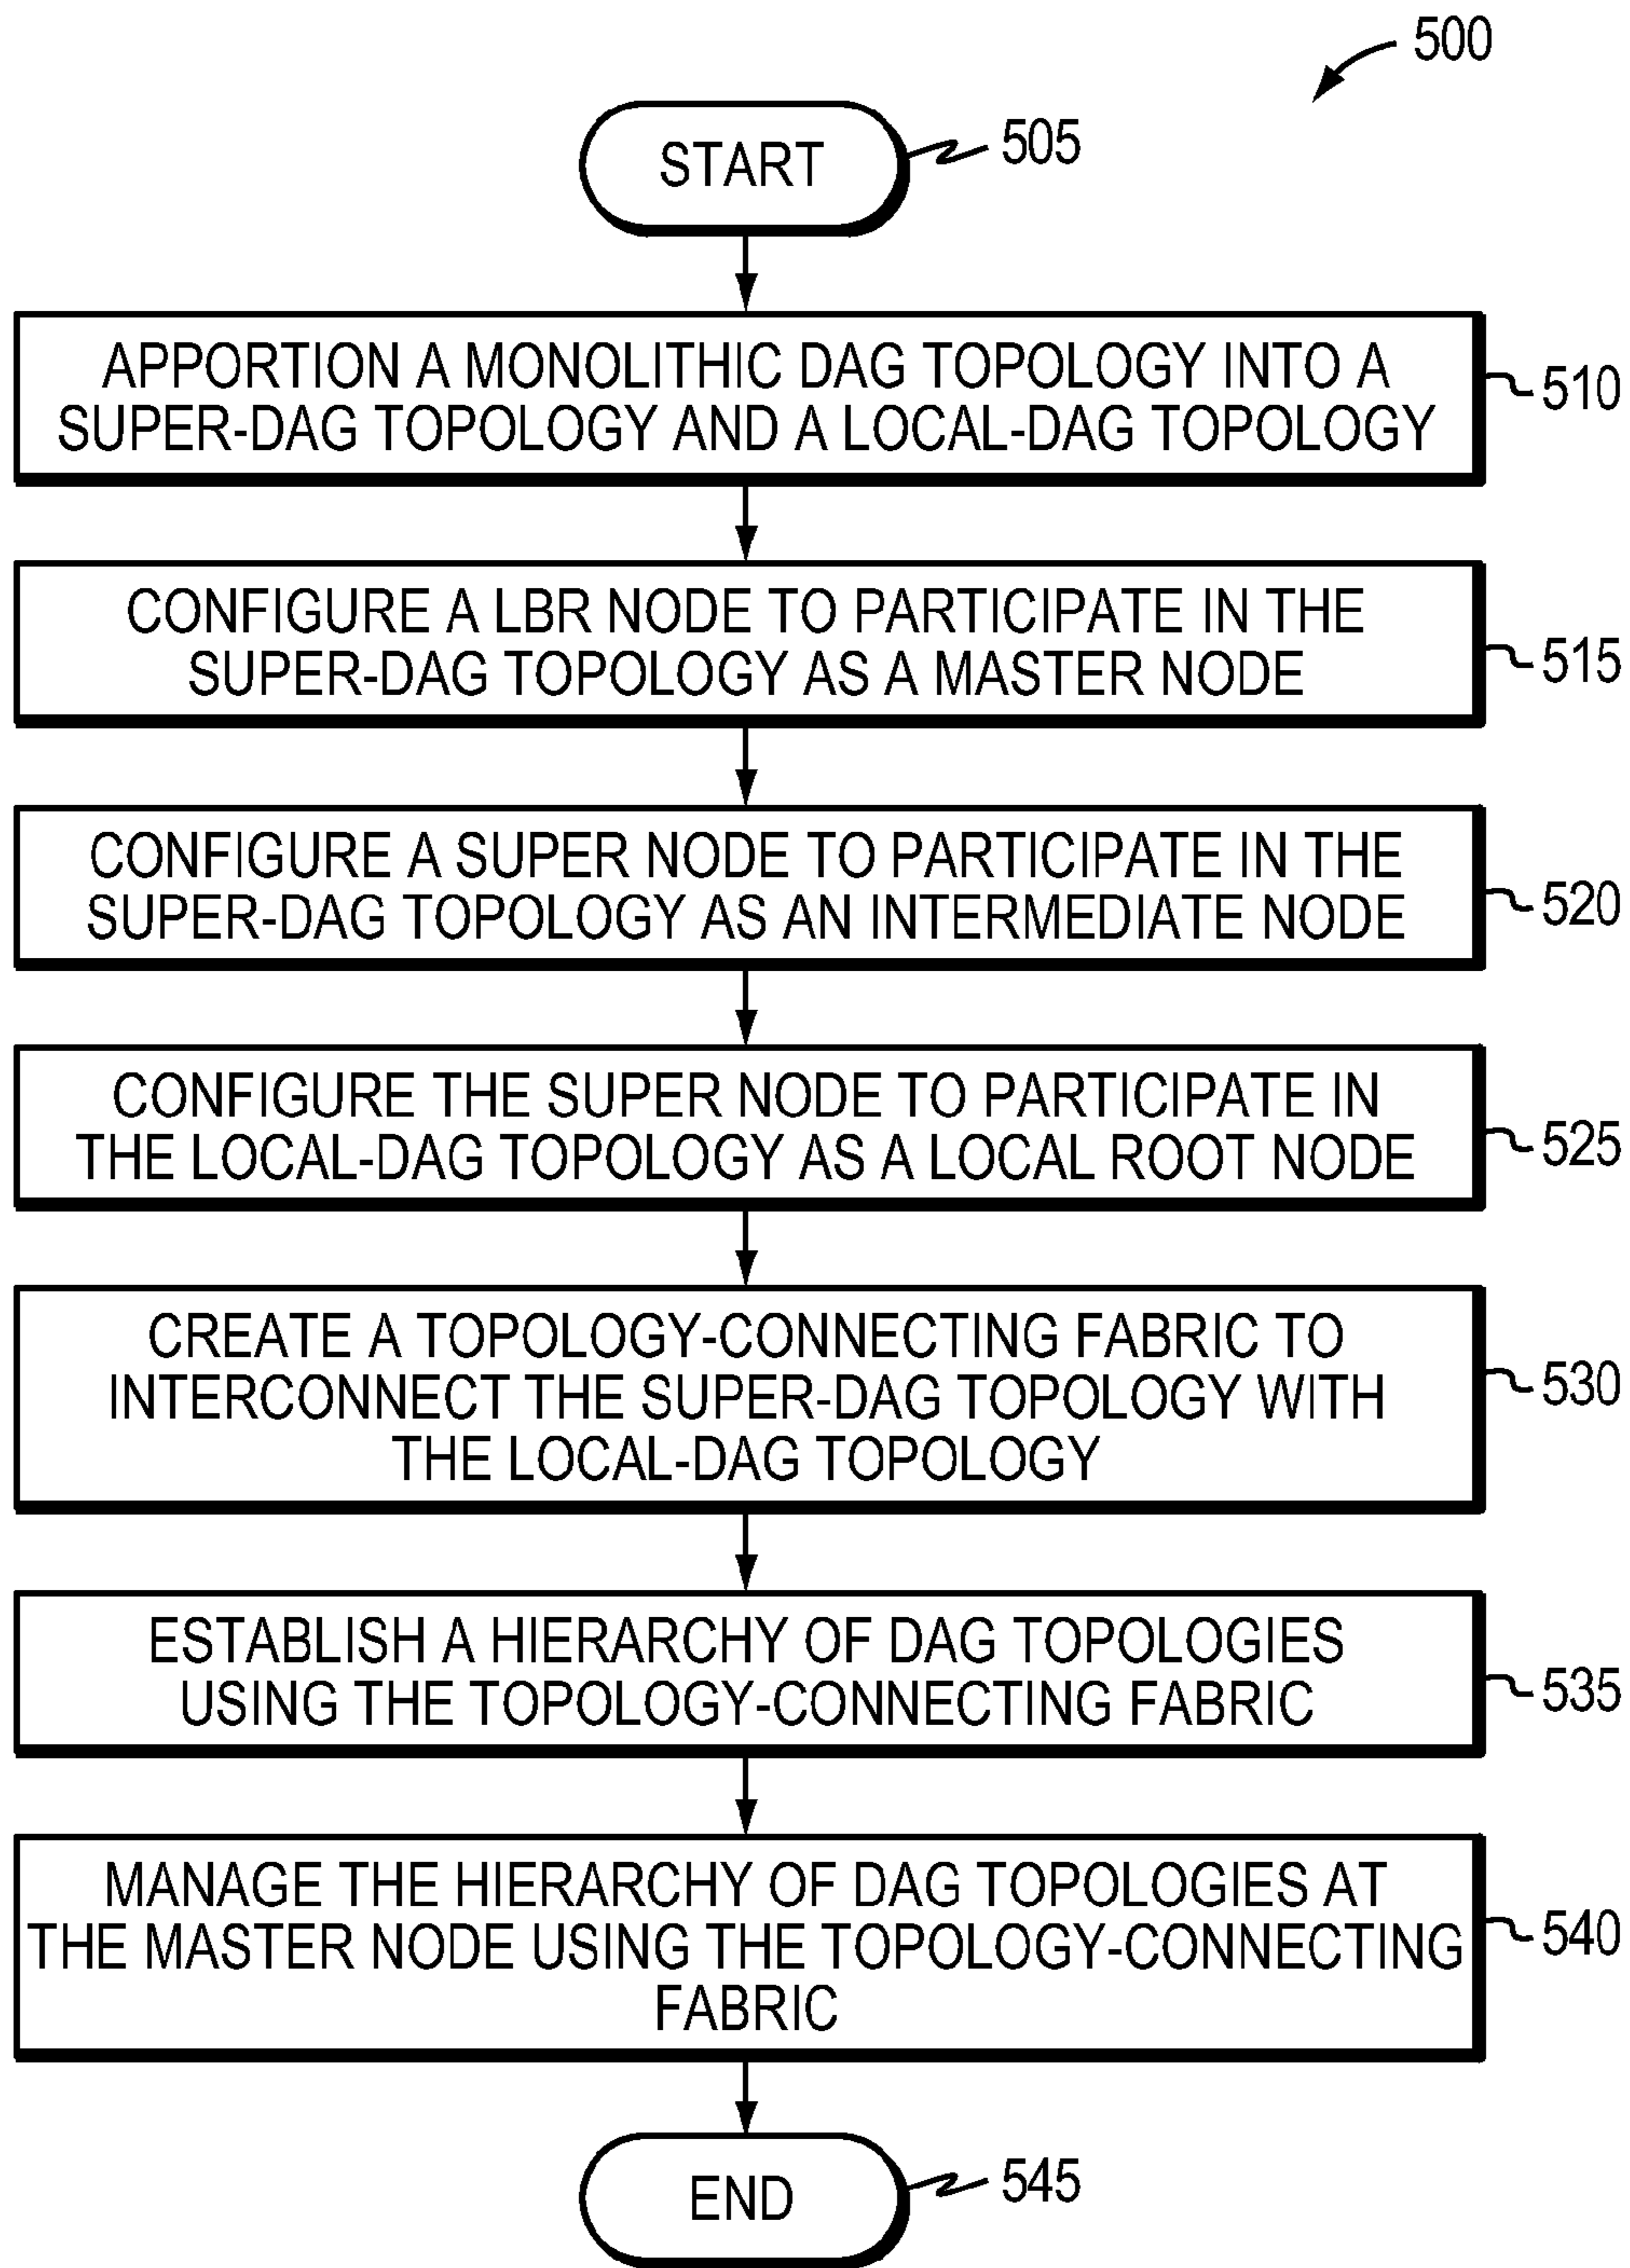 500
START
505
APPORTION A MONOLITHIC DAG TOPOLOGY INTO A
SUPER-DAG TOPOLOGY AND A LOCAL-DAG TOPOLOGY
510
CONFIGURE A LBR NODE TO PARTICIPATE IN THE
SUPER-DAG TOPOLOGY AS A MASTER NODE
515
CONFIGURE A SUPER NODE TO PARTICIPATE IN THE
SUPER-DAG TOPOLOGY AS AN INTERMEDIATE NODE
520
CONFIGURE THE SUPER NODE TO PARTICIPATE IN
THE LOCAL-DAG TOPOLOGY AS A LOCAL ROOT NODE
525
CREATE A TOPOLOGY-CONNECTING FABRIC TO
INTERCONNECT THE SUPER-DAG TOPOLOGY WITH
THE LOCAL-DAG TOPOLOGY
530
ESTABLISH A HIERARCHY OF DAG TOPOLOGIES
USING THE TOPOLOGY-CONNECTING FABRIC
535
MANAGE THE HIERARCHY OF DAG TOPOLOGIES AT
THE MASTER NODE USING THE TOPOLOGY-CONNECTING
FABRIC
540
END
545